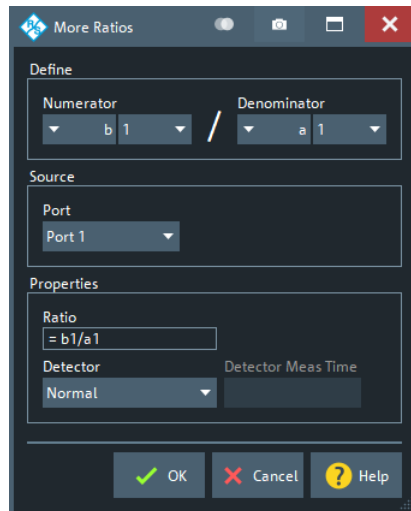 R&S More Ratios
Define
Numerator Denominator
b 1 / a 1
Source
Port
Port 1
Properties
Ratio
= b1/a1
Detector Detector Meas Time
Normal
OK Cancel ? Help